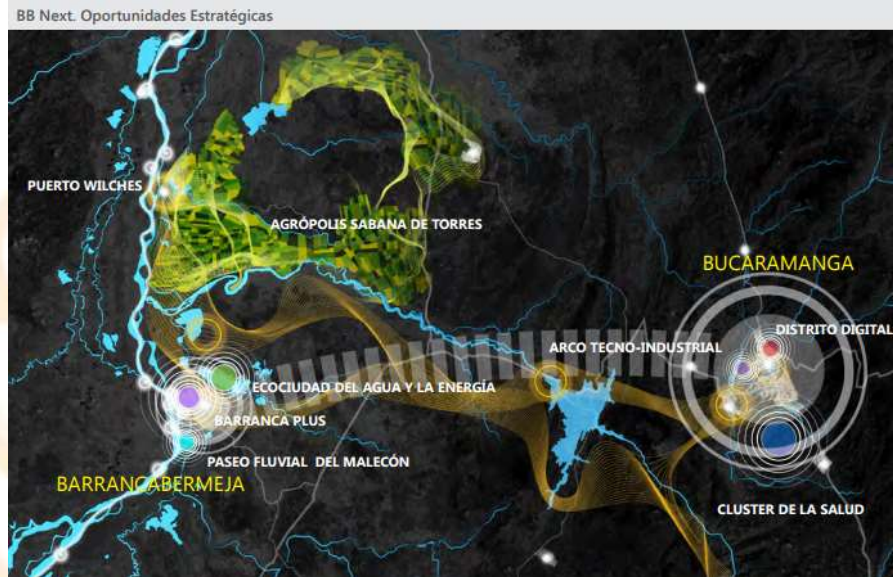 BB Next. Oportunidades Estratégicas
PUERTO WILCHES
AGRÓPOLIS SABANA DE TORRES
BUCARAMANGA
DISTRITO DIGITAL
ARCO TECNO-INDUSTRIAL
ECOCIUDAD DEL AGUA Y LA ENERGÍA
BARRANCA PLUS
PASEO FLUVIAL DEL MALECÓN
BARRANCABERMEJA
CLUSTER DE LA SALUD